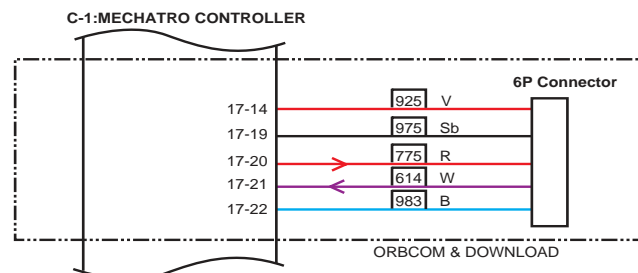 C-1:MECHATRO CONTROLLER
6P Connector
17-14 925 V
17-19 975 Sb
17-20 775 R
17-21 614 W
17-22 983 B
ORBCOM & DOWNLOAD